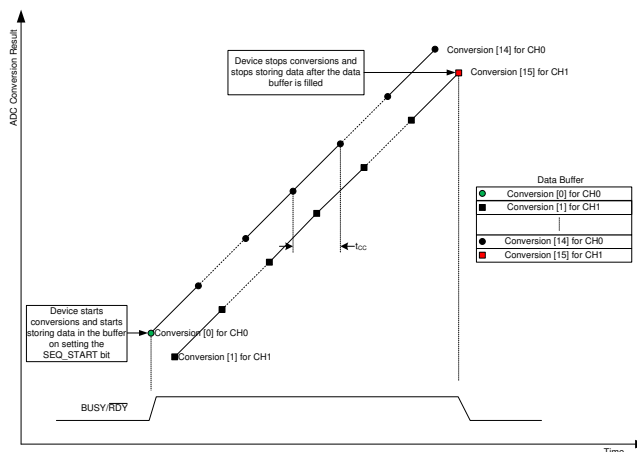 ADC Conversion Result
Conversion [14] for CH0
Device stops conversions and
stops storing data after the data
buffer is filled
Conversion [15] for CH1
Data Buffer
Conversion [0] for CH0
Conversion [1] for CH1
Conversion [14] for CH0
Conversion [15] for CH1
tCC
Device starts
conversions and starts
storing data in the buffer
on setting the
SEQ_START bit
Conversion [0] for CH0
Conversion [1] for CH1
BUSY/RDY
Time